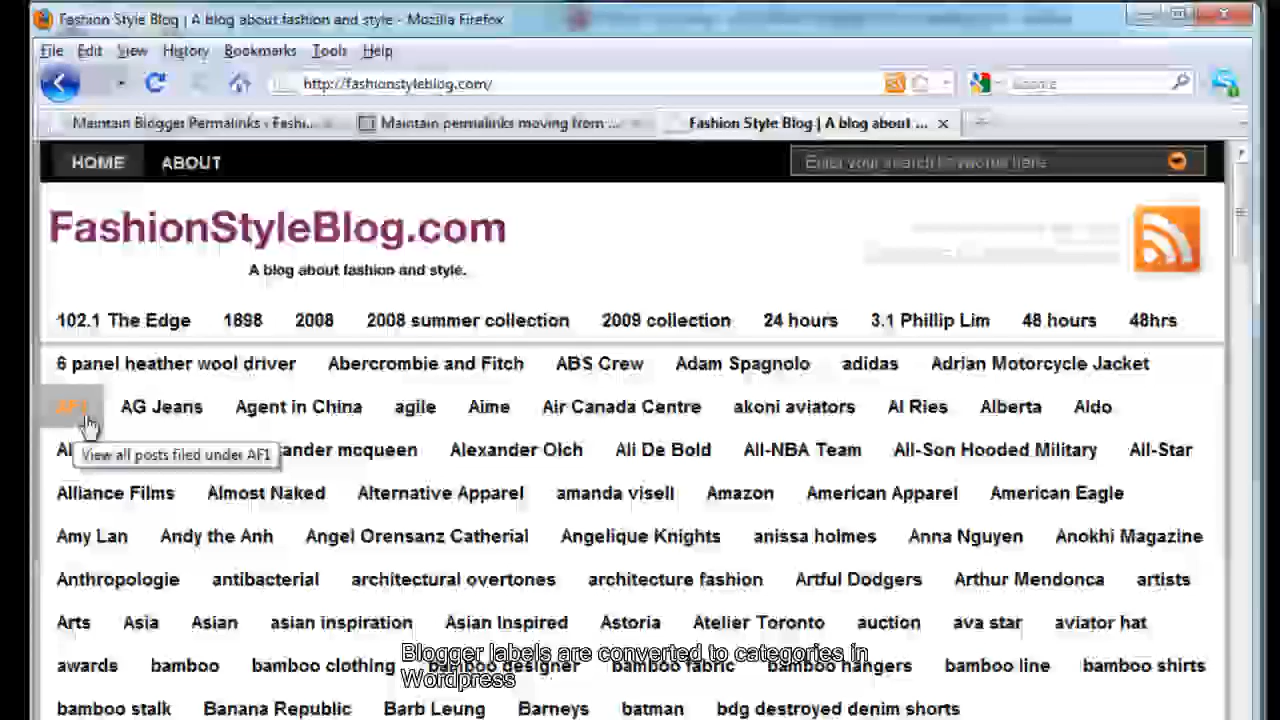 Fashion Style Blog | A blog about fashion and style - Mozilla Firefox
File Edit View History Bookmarks Tools Help
http://fashionstyleblog.com/
Google
Maintain Blogger Permalinks - Fashi...
Maintain permalinks moving from ...
Fashion Style Blog | A blog about ...
HOME ABOUT
Enter your search keywords here
FashionStyleBlog.com
A blog about fashion and style.
102.1 The Edge 1898 2008 2008 summer collection 2009 collection 24 hours 3.1 Phillip Lim 48 hours 48hrs
6 panel heather wool driver Abercrombie and Fitch ABS Crew Adam Spagnolo adidas Adrian Motorcycle Jacket
AF1 AG Jeans Agent in China agile Aime Air Canada Centre akoni aviators Al Ries Alberta Aldo
Al ander mcqueen Alexander Olch Ali De Bold All-NBA Team All-Son Hooded Military All-Star
View all posts filed under AF1
Alliance Films Almost Naked Alternative Apparel amanda visell Amazon American Apparel American Eagle
Amy Lan Andy the Anh Angel Orensanz Catherial Angelique Knights anissa holmes Anna Nguyen Anokhi Magazine
Anthropologie antibacterial architectural overtones architecture fashion Artful Dodgers Arthur Mendonca artists
Arts Asia Asian asian inspiration Asian Inspired Astoria Atelier Toronto auction ava star aviator hat
awards bamboo bamboo clothing bamboo designer bamboo fabric bamboo hangers bamboo line bamboo shirts
bamboo stalk Banana Republic Barb Leung Barneys batman bdg destroyed denim shorts
Blogger labels are converted to categories in
Wordpress